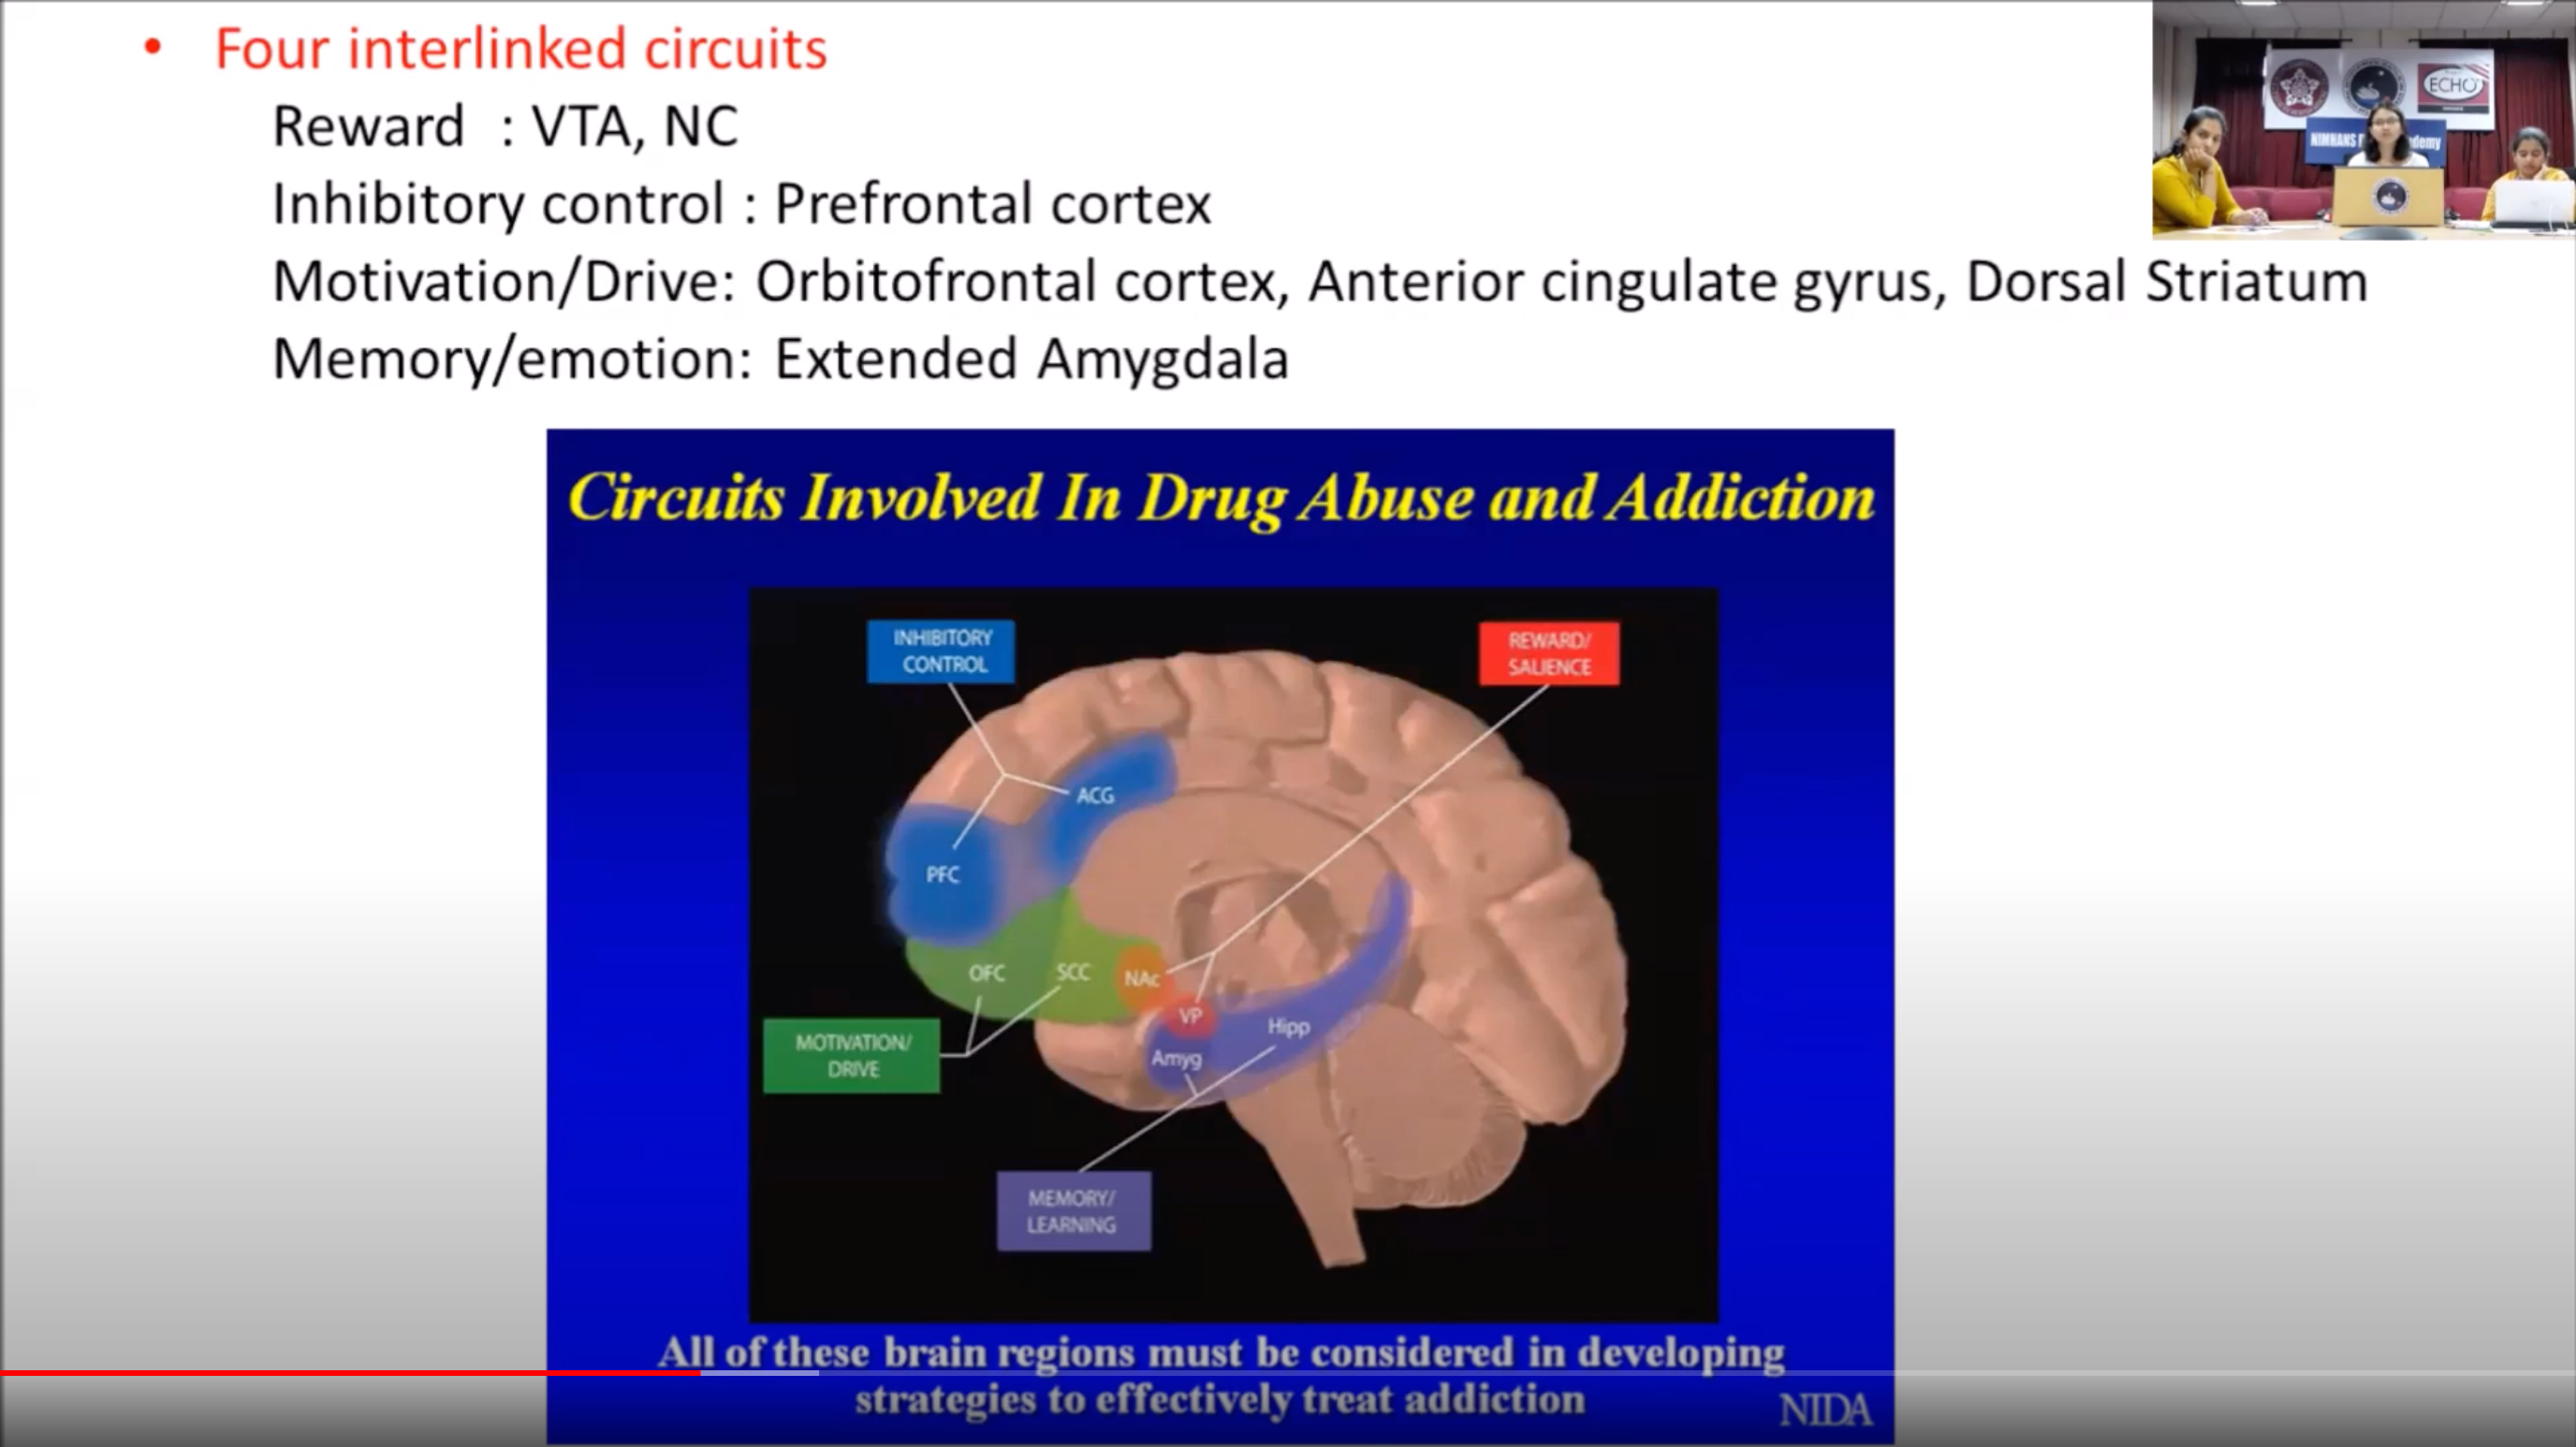 • Four interlinked circuits
Reward : VTA, NC
Inhibitory control : Prefrontal cortex
Motivation/Drive: Orbitofrontal cortex, Anterior cingulate gyrus, Dorsal Striatum
Memory/emotion: Extended Amygdala
ECHO
NIMHANS
Circuits Involved In Drug Abuse and Addiction
INHIBITORY
CONTROL
REWARD/
SALIENCE
ACG
PFC
OFC
SCC
NAc
VP
Hipp
Amyg
MOTIVATION/
DRIVE
MEMORY/
LEARNING
All of these brain regions must be considered in developing
strategies to effectively treat addiction
NIDA